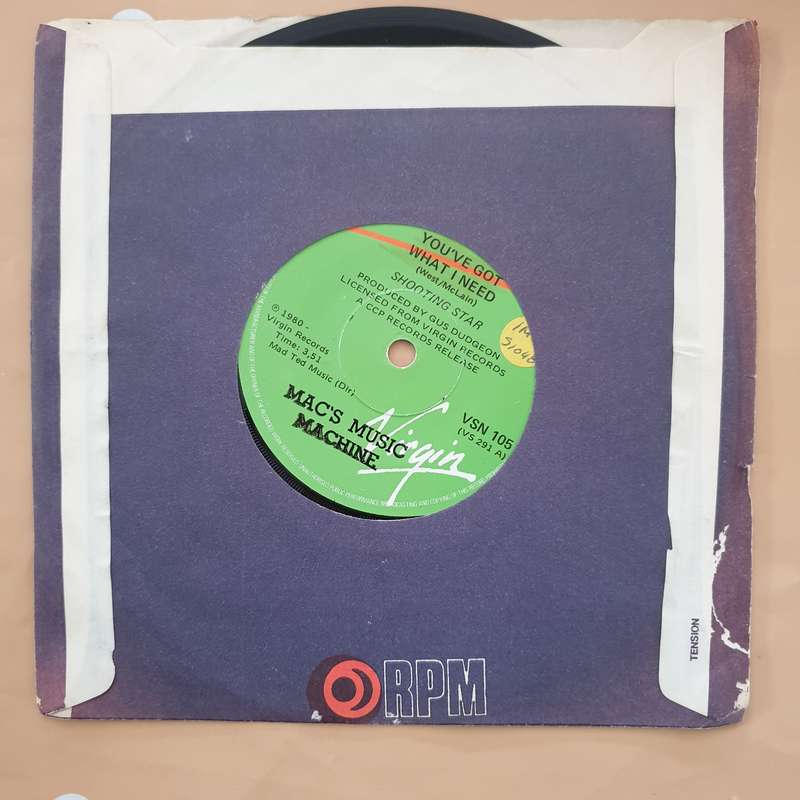 YOU'VE GOT
WHAT I NEED
(West/McLain)
SHOOTING STAR
PRODUCED BY GUS DUDGEON
LICENSED FROM VIRGIN RECORDS
A CCP RECORDS RELEASE
℗ 1980 -
Virgin Records
Time: 3,51
Mad Ted Music (Dir)
MAC'S MUSIC
MACHINE.
Virgin
VSN 105
(VS 291 A)
TENSION
RPM